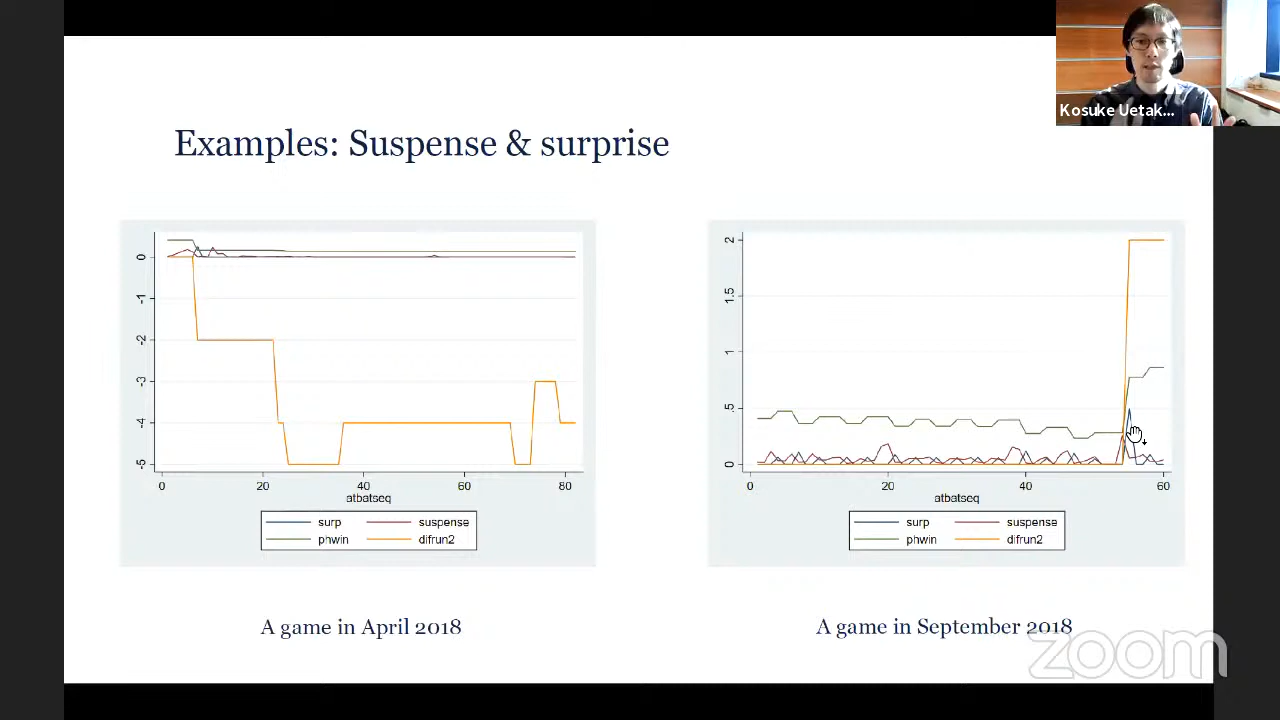 Kosuke Uetak...
Examples: Suspense & surprise
0
-1
-2
-3
-4
-5
0 20 40 60 80
atbatseq
surp suspense
phwin difrun2
2
1.5
1
.5
0
0 20 40 60
atbatseq
surp suspense
phwin difrun2
A game in April 2018
A game in September 2018
zoom